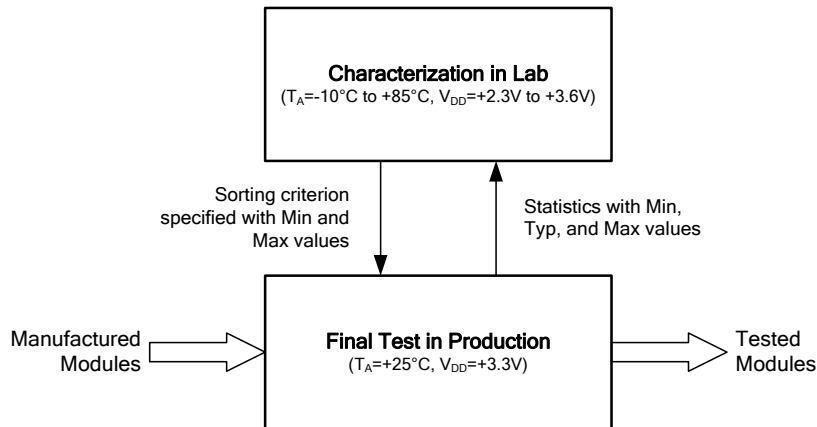 Characterization in Lab
(TA=-10°C to +85°C, VDD=+2.3V to +3.6V)
Sorting criterion
specified with Min and
Max values
Statistics with Min,
Typ, and Max values
Manufactured
Modules
Final Test in Production
(TA=+25°C, VDD=+3.3V)
Tested
Modules